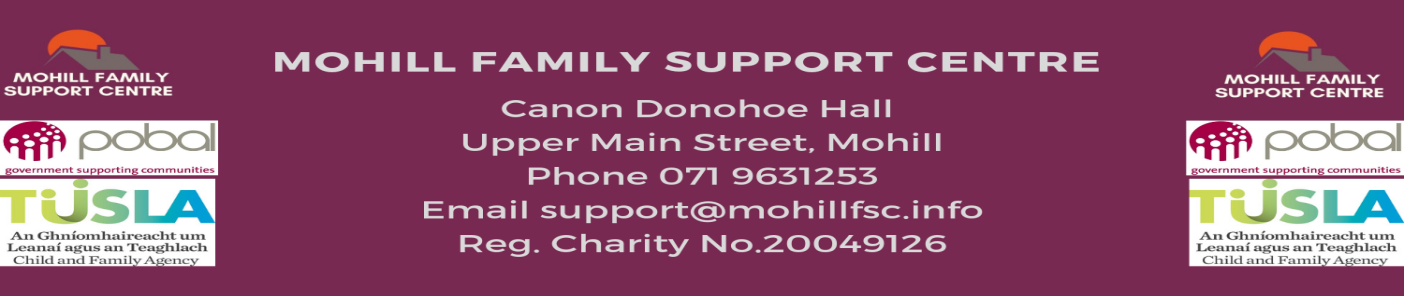 MOHILL FAMILY
SUPPORT CENTRE
pobal
government supporting communities
TUSLA
An Ghníomhaireacht um
Leanaí agus an Teaghlach
Child and Family Agency
MOHILL FAMILY SUPPORT CENTRE
Canon Donohoe Hall
Upper Main Street, Mohill
Phone 071 9631253
Email support@mohillfsc.info
Reg. Charity No.20049126
MOHILL FAMILY
SUPPORT CENTRE
pobal
government supporting communities
TUSLA
An Ghníomhaireacht um
Leanaí agus an Teaghlach
Child and Family Agency